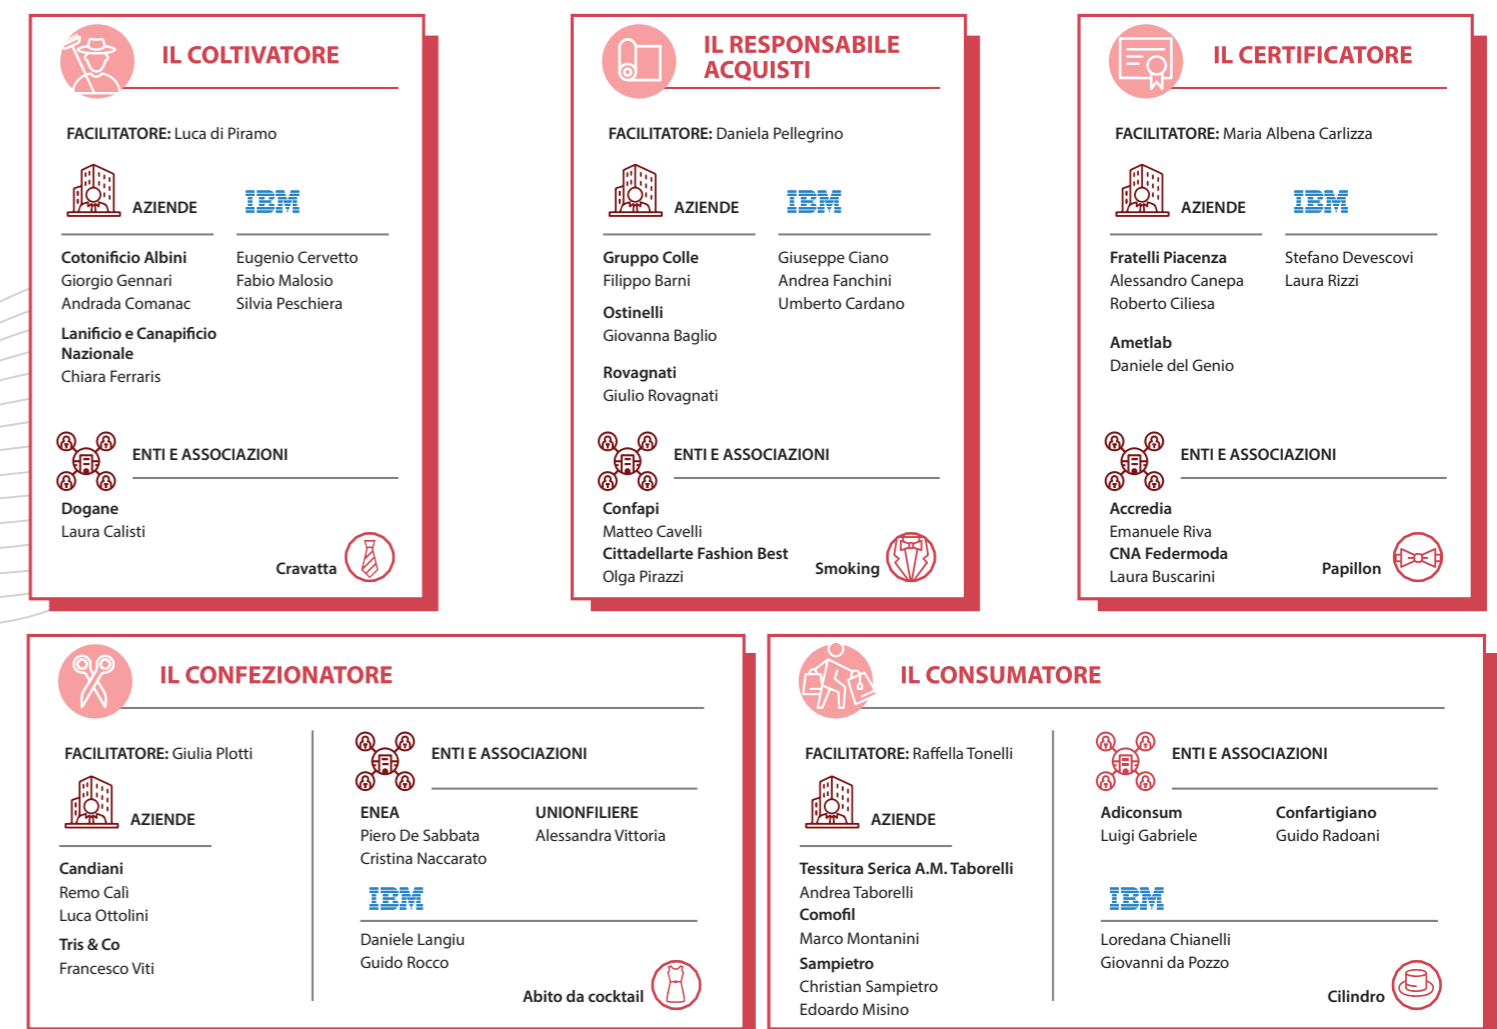 IL COLTIVATORE
FACILITATORE: Luca di Piramo
AZIENDE
IBM
Cotonificio Albini
Giorgio Gennari
Andrada Comanac
Lanificio e Canapificio
Nazionale
Chiara Ferraris
Eugenio Cervetto
Fabio Malosio
Silvia Peschiera
ENTI E ASSOCIAZIONI
Dogane
Laura Calisti
Cravatta
IL RESPONSABILE
ACQUISTI
FACILITATORE: Daniela Pellegrino
AZIENDE
IBM
Gruppo Colle
Filippo Barni
Ostinelli
Giovanna Baglio
Rovagnati
Giulio Rovagnati
Giuseppe Ciano
Andrea Fanchini
Umberto Cardano
ENTI E ASSOCIAZIONI
Confapi
Matteo Cavelli
Cittadellarte Fashion Best
Olga Pirazzi
Smoking
IL CERTIFICATORE
FACILITATORE: Maria Albena Carlizza
AZIENDE
IBM
Fratelli Piacenza
Alessandro Canepa
Roberto Ciliesa
Ametlab
Daniele del Genio
Stefano Devescovi
Laura Rizzi
ENTI E ASSOCIAZIONI
Accredia
Emanuele Riva
CNA Federmoda
Laura Buscarini
Papillon
IL CONFEZIONATORE
FACILITATORE: Giulia Plotti
AZIENDE
Candiani
Remo Calì
Luca Ottolini
Tris & Co
Francesco Viti
ENTI E ASSOCIAZIONI
ENEA
Piero De Sabbata
Cristina Naccarato
UNIONFILIERE
Alessandra Vittoria
IBM
Daniele Langiu
Guido Rocco
Abito da cocktail
IL CONSUMATORE
FACILITATORE: Raffella Tonelli
AZIENDE
Tessitura Serica A.M. Taborelli
Andrea Taborelli
Comofil
Marco Montanini
Sampietro
Christian Sampietro
Edoardo Misino
ENTI E ASSOCIAZIONI
Adiconsum
Luigi Gabriele
Confartigiano
Guido Radoani
IBM
Loredana Chianelli
Giovanni da Pozzo
Cilindro